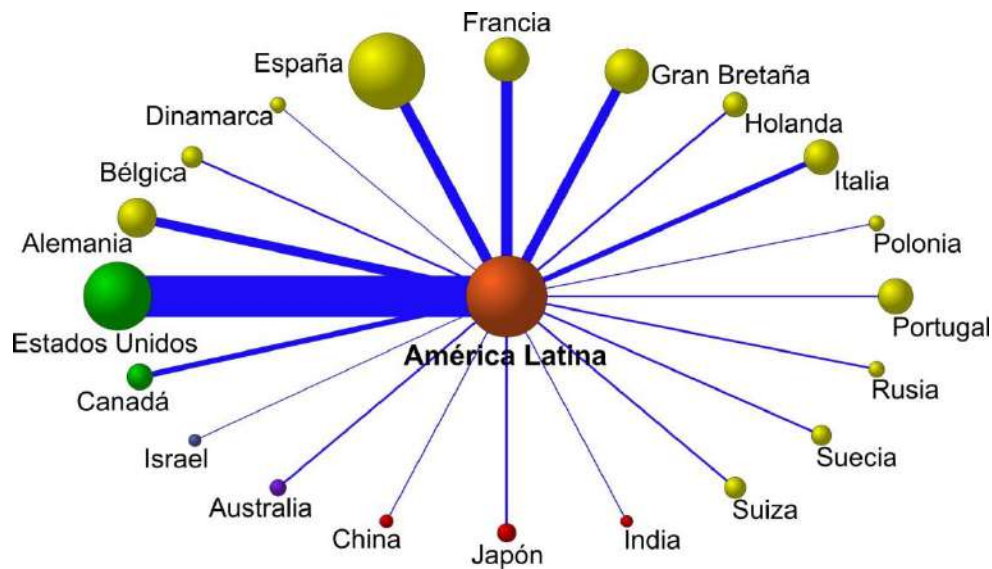 Francia
España
Gran Bretaña
Dinamarca
Holanda
Bélgica
Italia
Alemania
Polonia
Estados Unidos
Portugal
América Latina
Canadá
Rusia
Israel
Suecia
Australia
Suiza
China
Japón
India